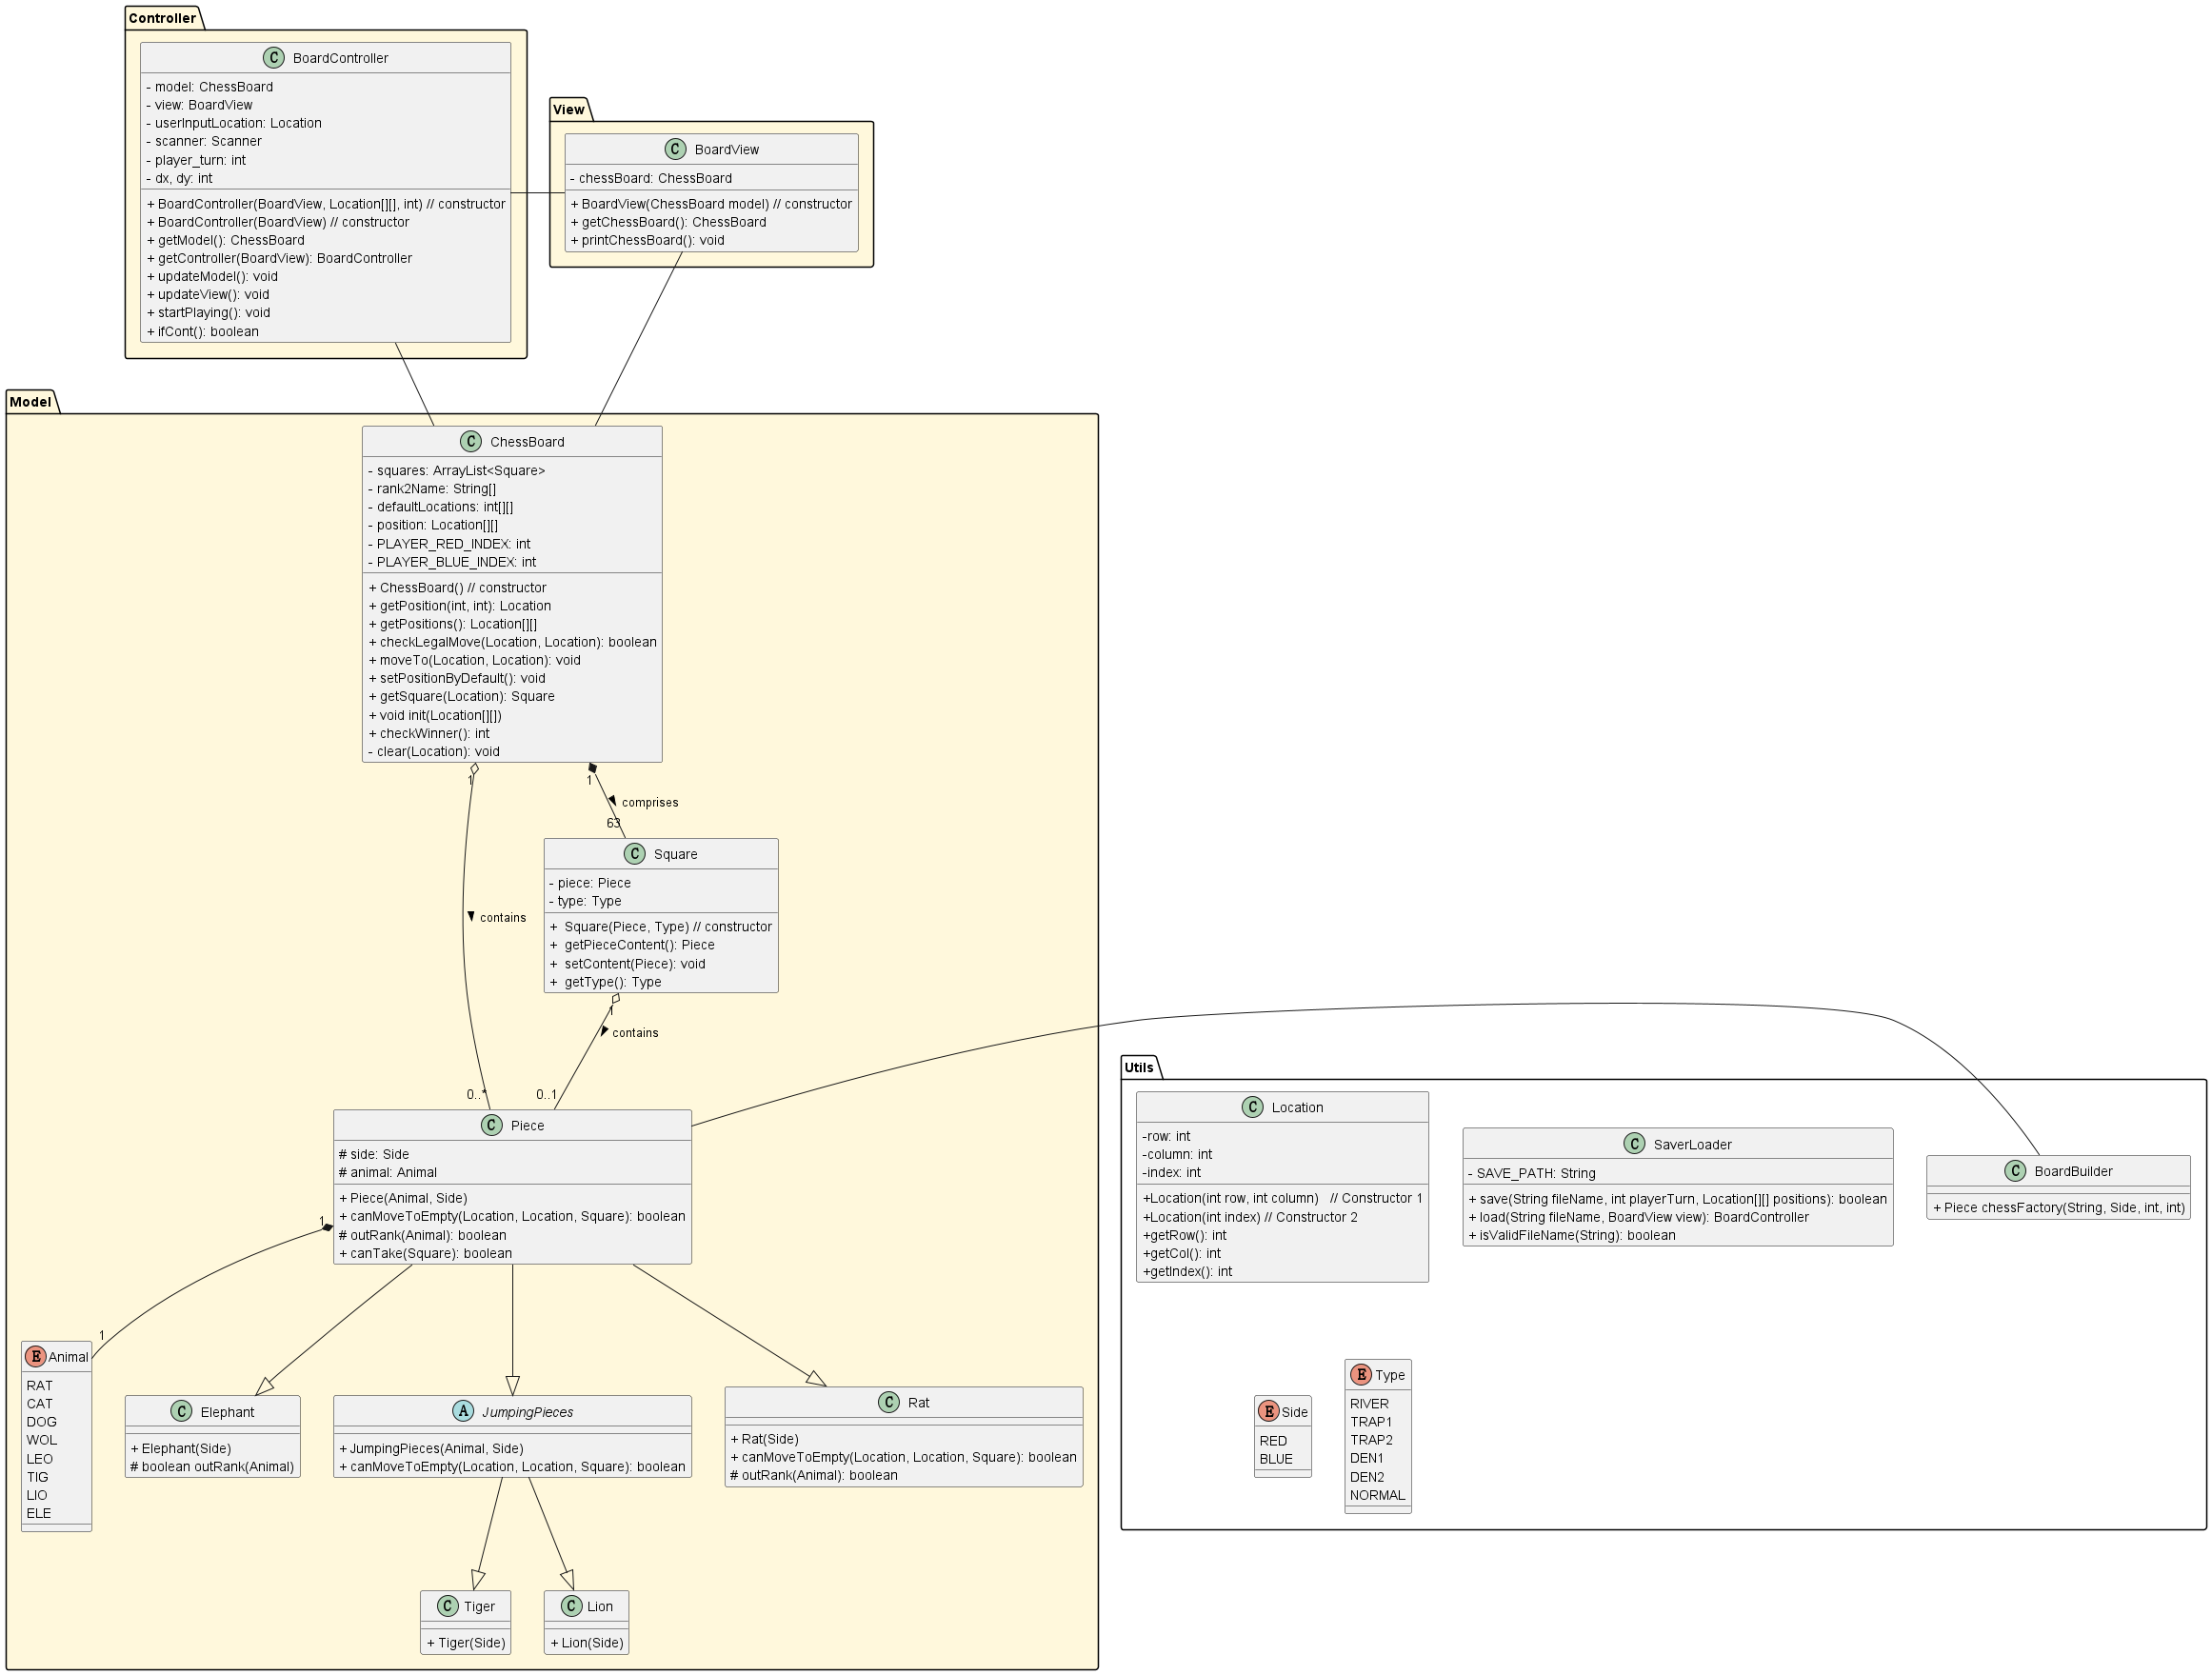 Controller
C BoardController
- model: ChessBoard
- view: BoardView
- userInputLocation: Location
- scanner: Scanner
- player_turn: int
- dx, dy: int
+ BoardController(BoardView, Location[][], int) // constructor
+ BoardController(BoardView) // constructor
+ getModel(): ChessBoard
+ getController(BoardView): BoardController
+ updateModel(): void
+ updateView(): void
+ startPlaying(): void
+ ifCont(): boolean
View
C BoardView
- chessBoard: ChessBoard
+ BoardView(ChessBoard model) // constructor
+ getChessBoard(): ChessBoard
+ printChessBoard(): void
Model
C ChessBoard
- squares: ArrayList<Square>
- rank2Name: String[]
- defaultLocations: int[][]
- position: Location[][]
- PLAYER_RED_INDEX: int
- PLAYER_BLUE_INDEX: int
+ ChessBoard() // constructor
+ getPosition(int, int): Location
+ getPositions(): Location[][]
+ checkLegalMove(Location, Location): boolean
+ moveTo(Location, Location): void
+ setPositionByDefault(): void
+ getSquare(Location): Square
+ void init(Location[][])
+ checkWinner(): int
- clear(Location): void
1
1
comprises
63
C Square
- piece: Piece
- type: Type
+ Square(Piece, Type) // constructor
+ getPieceContent(): Piece
+ setContent(Piece): void
+ getType(): Type
contains
1
contains
0..*
0..1
C Piece
# side: Side
# animal: Animal
+ Piece(Animal, Side)
+ canMoveToEmpty(Location, Location, Square): boolean
# outRank(Animal): boolean
+ canTake(Square): boolean
1
1
E Animal
RAT
CAT
DOG
WOL
LEO
TIG
LIO
ELE
C Elephant
+ Elephant(Side)
# boolean outRank(Animal)
A JumpingPieces
+ JumpingPieces(Animal, Side)
+ canMoveToEmpty(Location, Location, Square): boolean
C Rat
+ Rat(Side)
+ canMoveToEmpty(Location, Location, Square): boolean
# outRank(Animal): boolean
C Tiger
+ Tiger(Side)
C Lion
+ Lion(Side)
Utils
C Location
-row: int
-column: int
-index: int
+Location(int row, int column) // Constructor 1
+Location(int index) // Constructor 2
+getRow(): int
+getCol(): int
+getIndex(): int
C SaverLoader
- SAVE_PATH: String
+ save(String fileName, int playerTurn, Location[][] positions): boolean
+ load(String fileName, BoardView view): BoardController
+ isValidFileName(String): boolean
C BoardBuilder
+ Piece chessFactory(String, Side, int, int)
E Side
RED
BLUE
E Type
RIVER
TRAP1
TRAP2
DEN1
DEN2
NORMAL